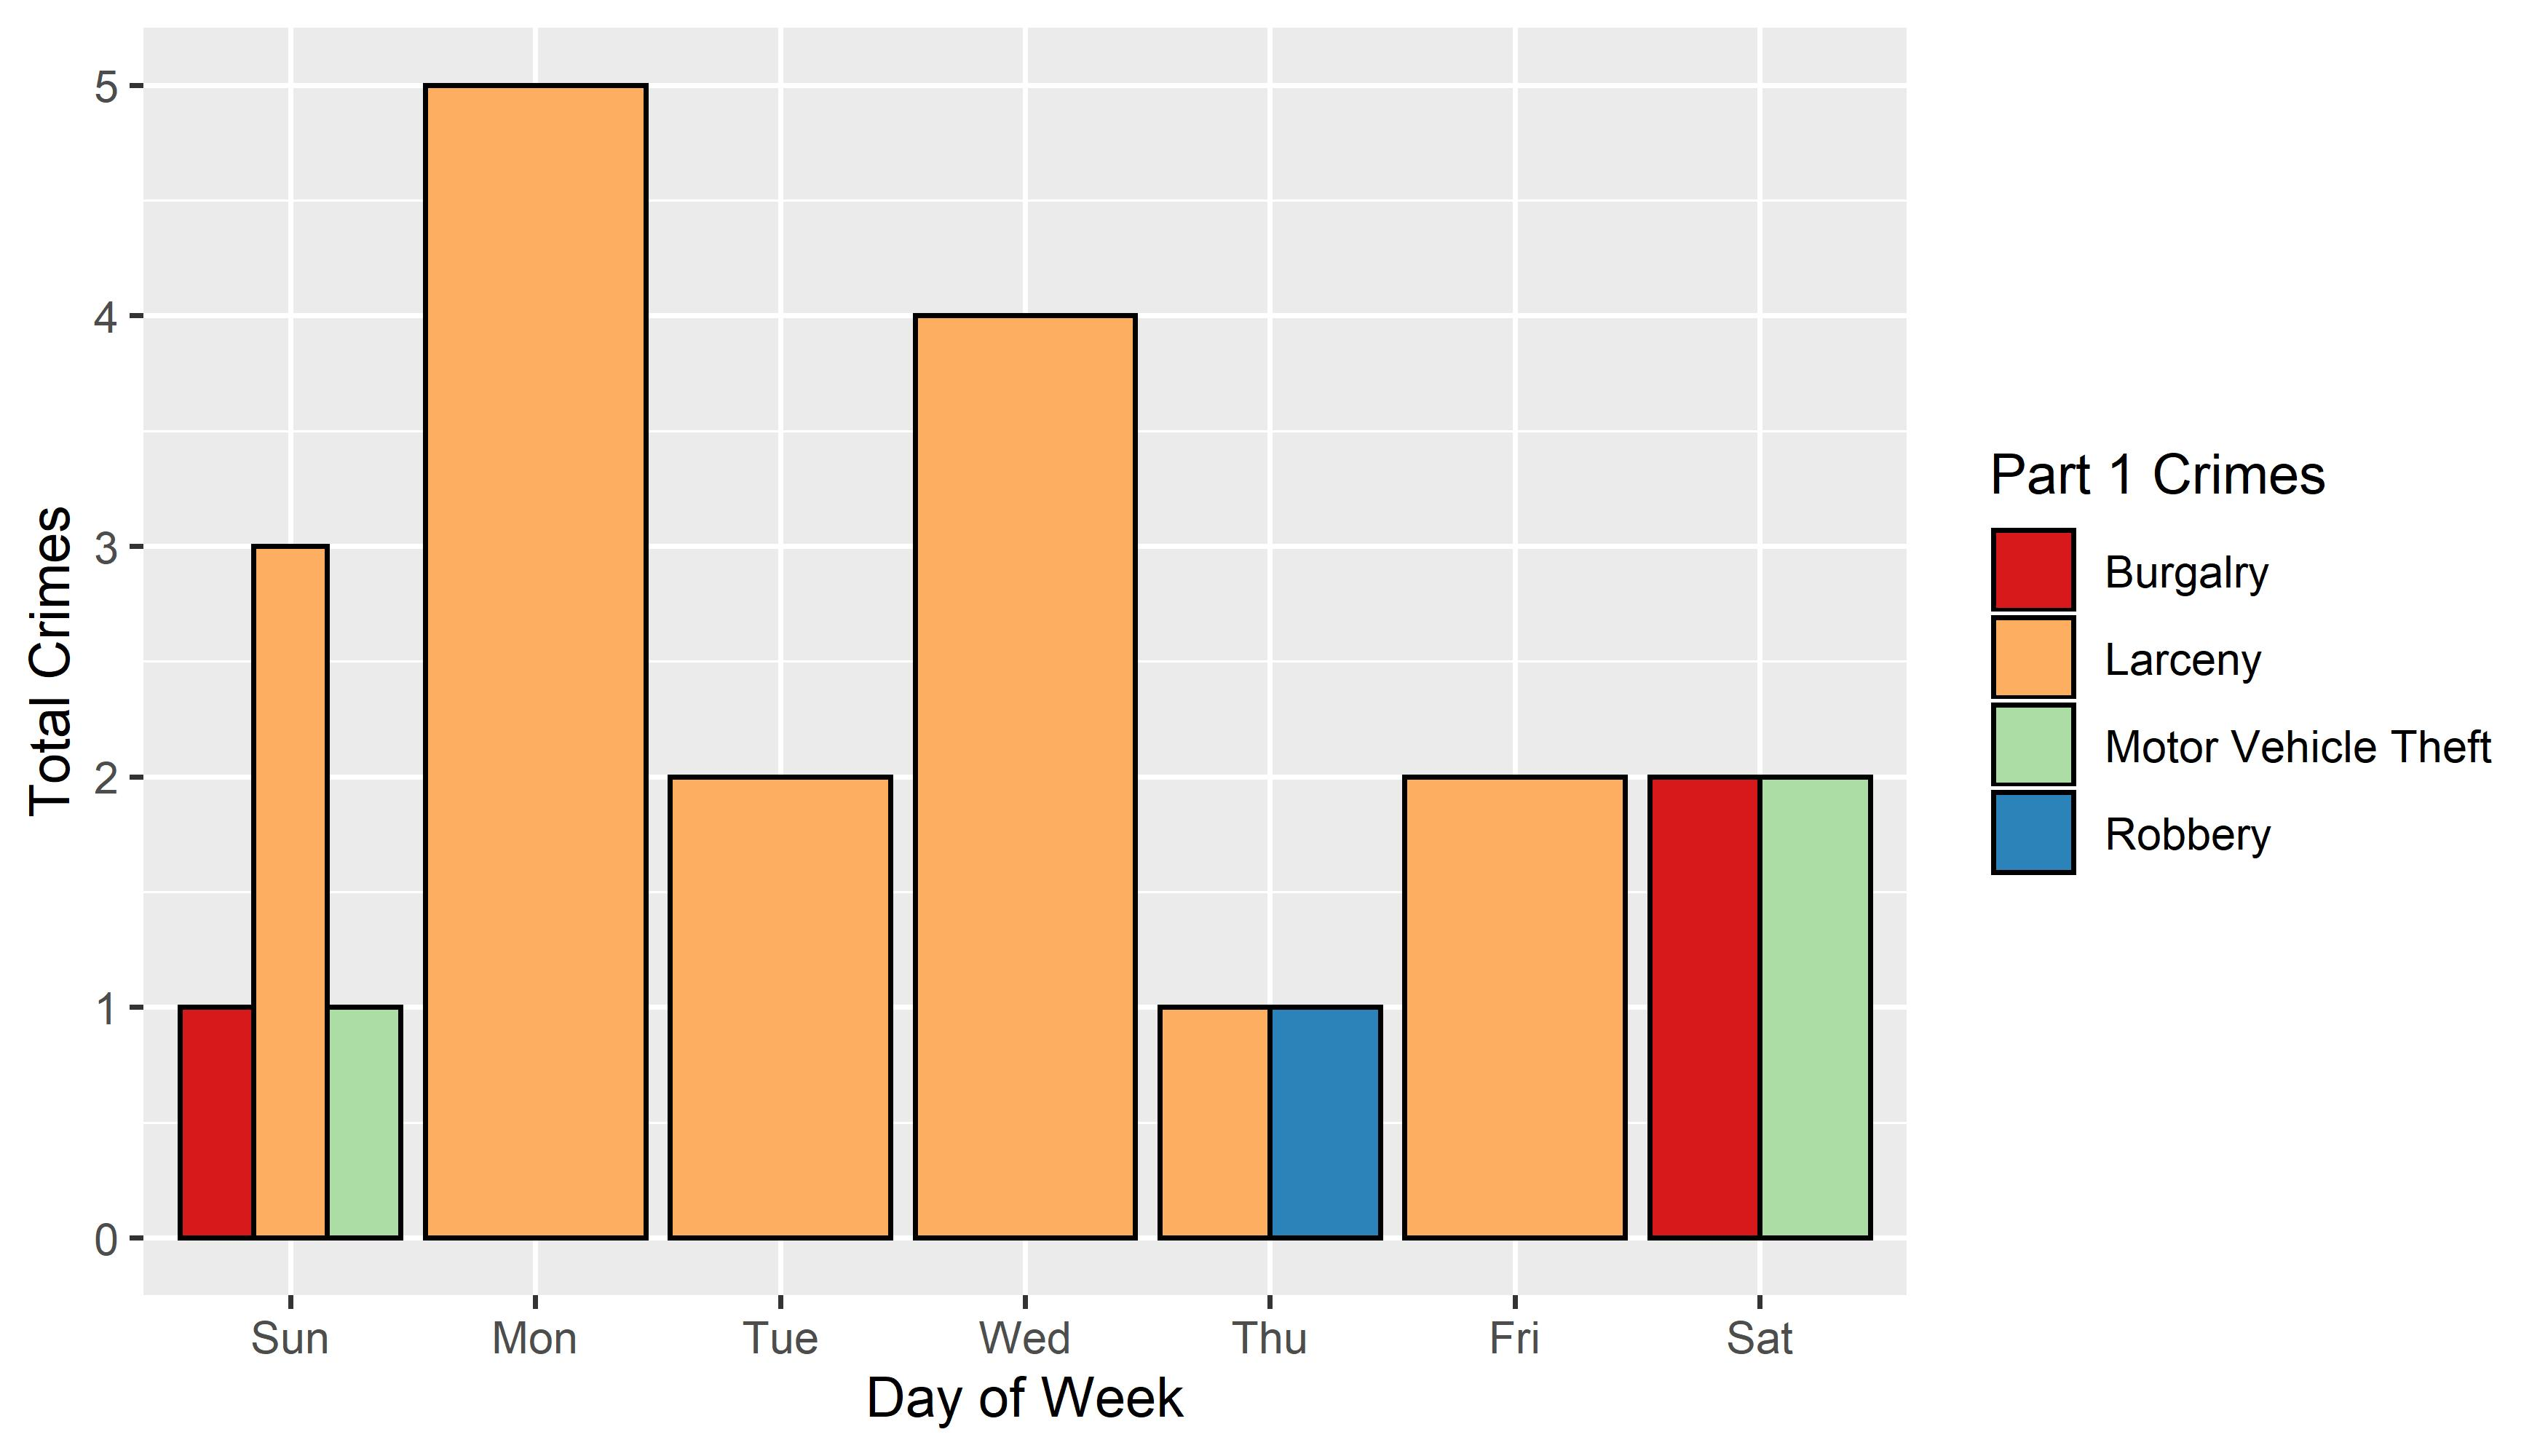 5
4
3
2
1
0
Total Crimes
Sun Mon Tue Wed Thu Fri Sat
Day of Week
Part 1 Crimes
Burgalry
Larceny
Motor Vehicle Theft
Robbery